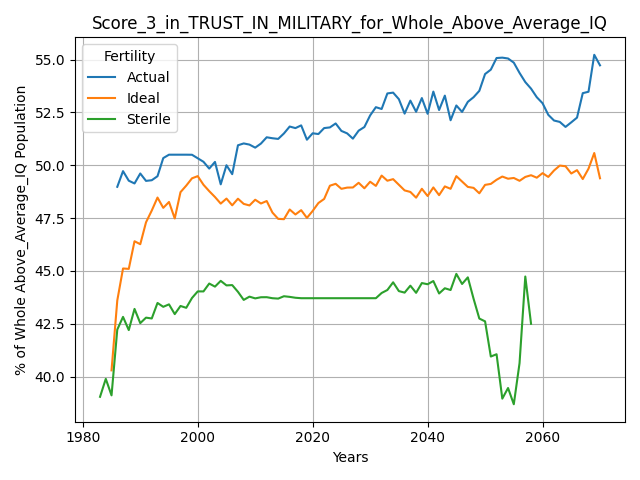 Score_3_in_TRUST_IN_MILITARY_for_Whole_Above_Average_IQ
Fertility
Actual
Ideal
Sterile
% of Whole Above_Average_IQ Population
55.0
52.5
50.0
47.5
45.0
42.5
40.0
1980
2000
2020
2040
2060
Years